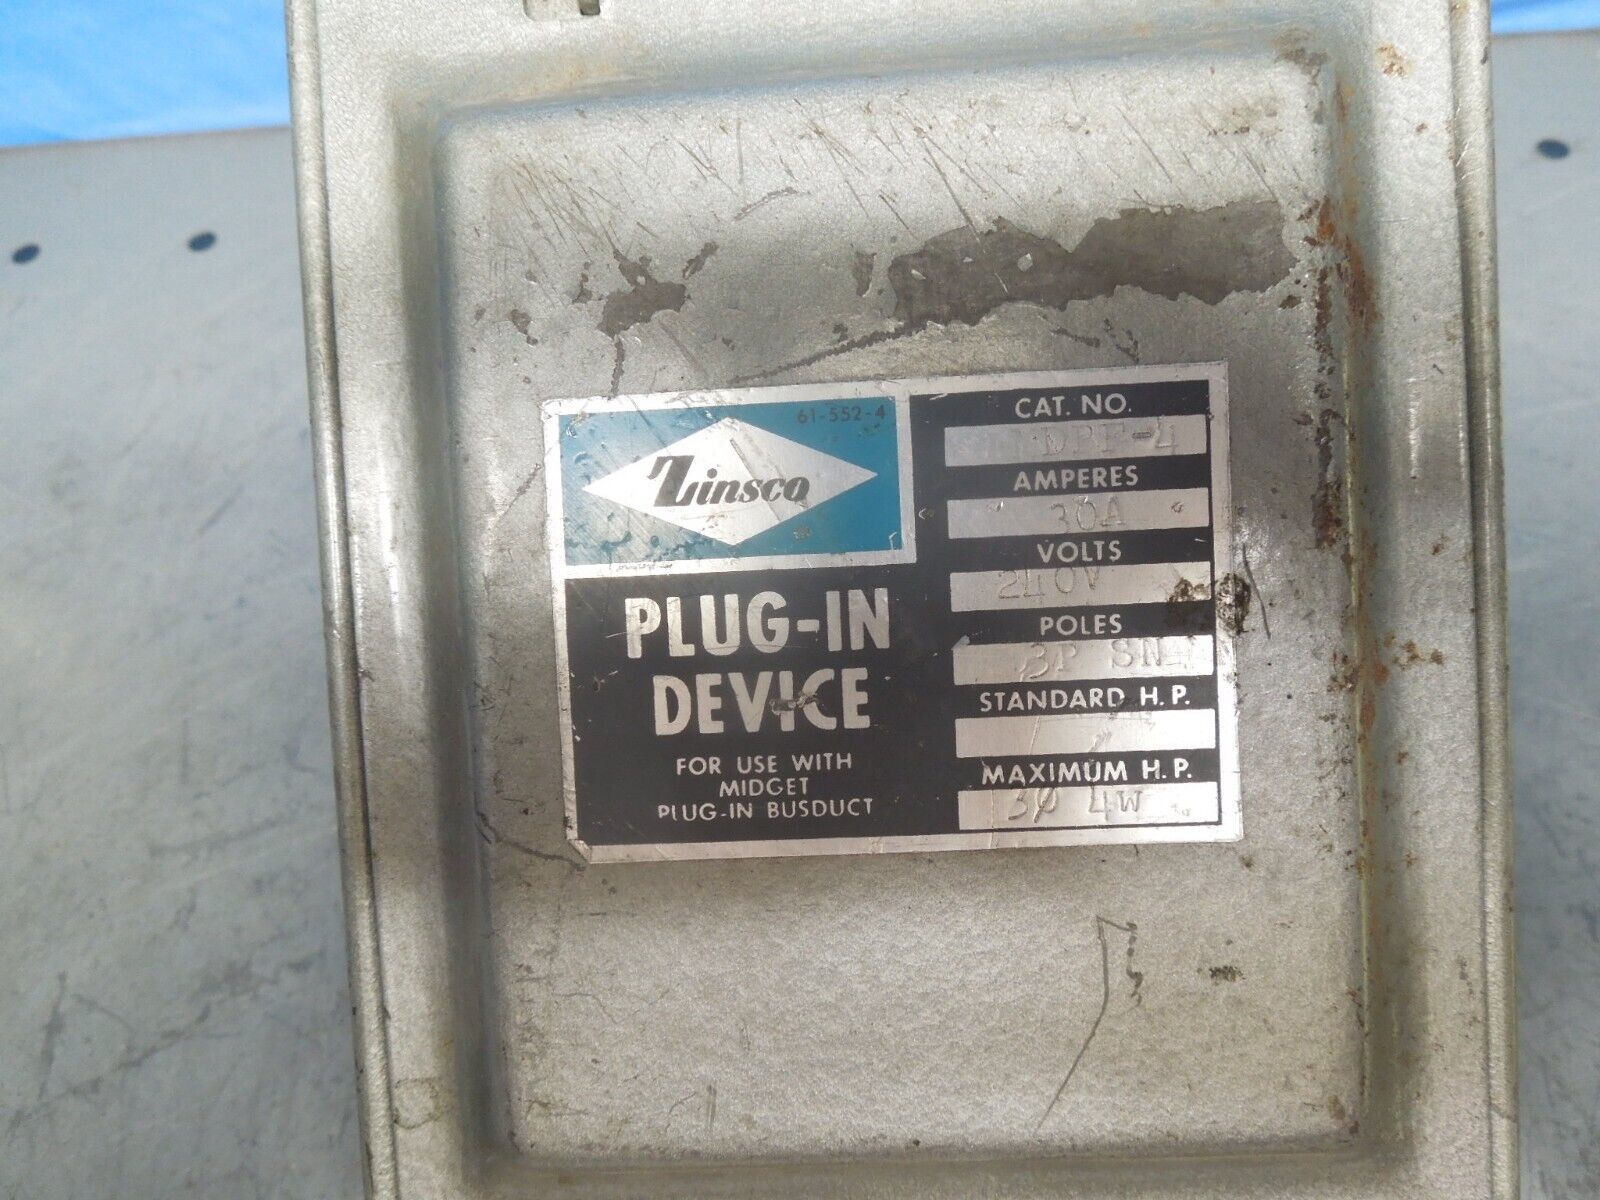 61-552-4
Zinsco
PLUG-IN
DEVICE
FOR USE WITH
MIDGET
PLUG-IN BUSDUCT
CAT. NO.
AMPERES
30A
VOLTS
240V
POLES
3P SN
STANDARD H.P.
MAXIMUM H.P.
3Ø 4W